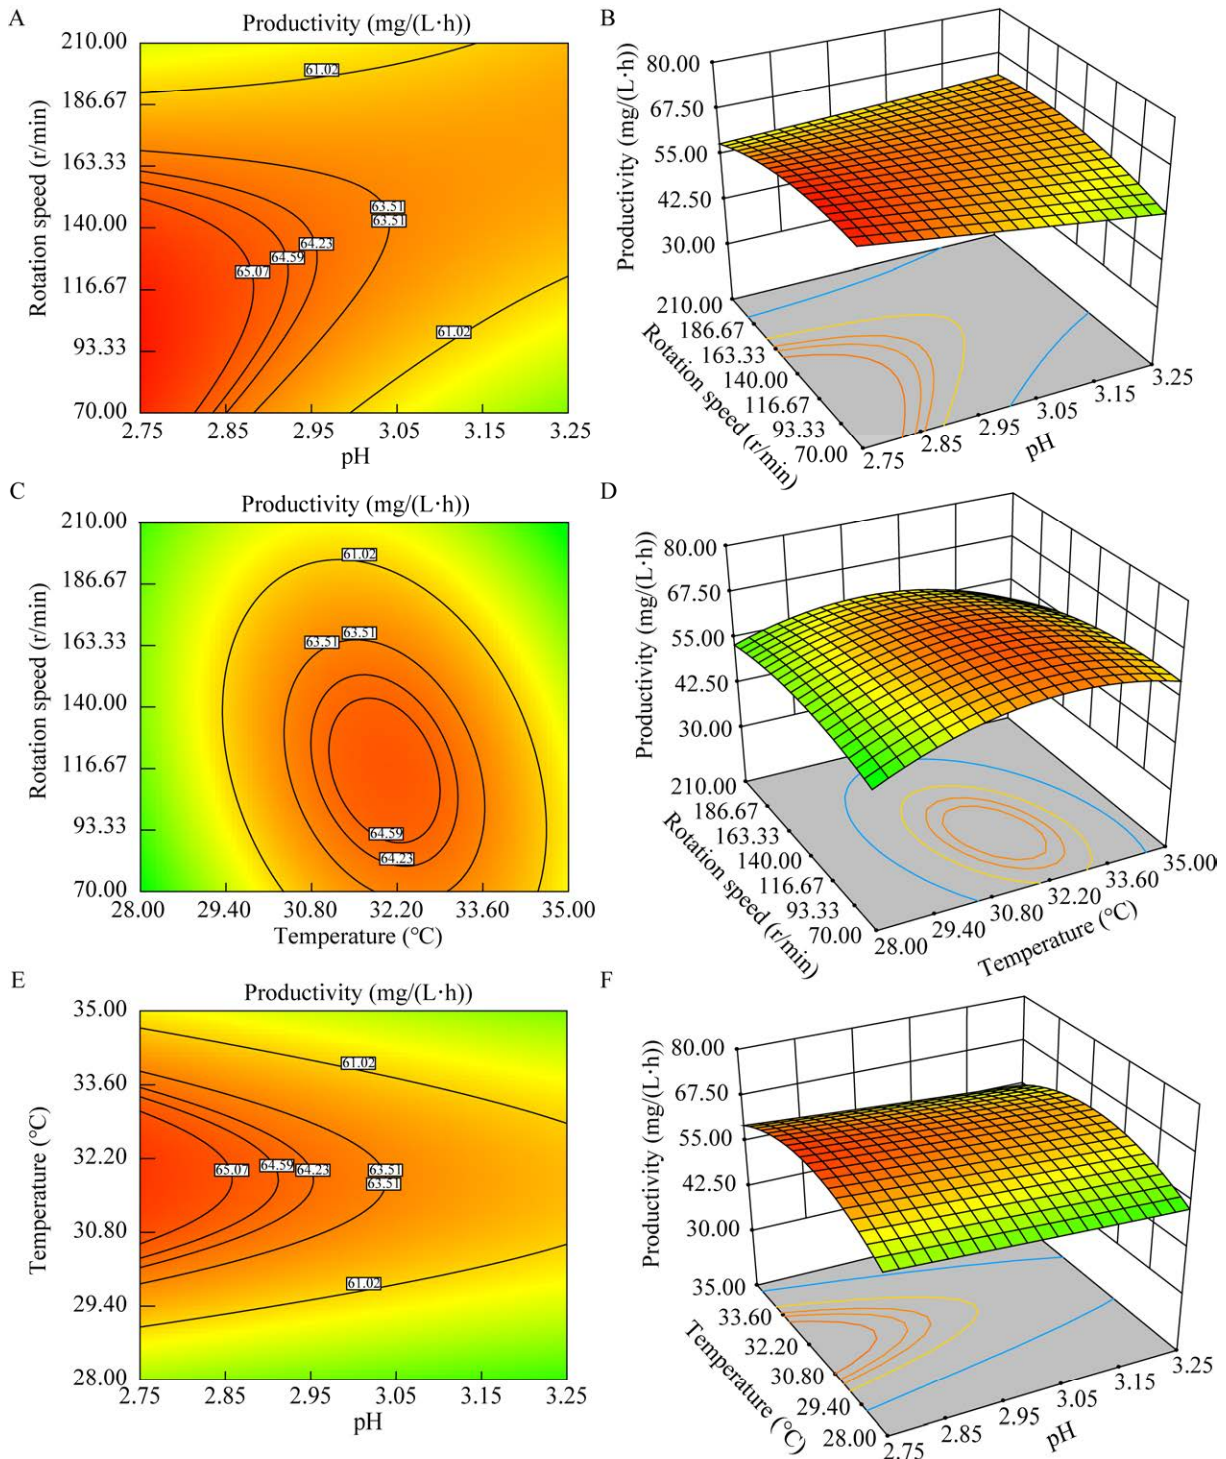 A
Productivity (mg/(L·h))
210.00
186.67
163.33
140.00
116.67
93.33
70.00
Rotation speed (r/min)
61.02
63.51
63.51
64.23
64.59
65.07
61.02
2.75 2.85 2.95 3.05 3.15 3.25
pH
B
80.00
67.50
55.00
42.50
30.00
Productivity (mg/(L·h))
210.00
186.67
163.33
140.00
116.67
93.33
70.00
Rotation speed (r/min)
2.75 2.85 2.95 3.05 3.15 3.25
pH
C
Productivity (mg/(L·h))
210.00
186.67
163.33
140.00
116.67
93.33
70.00
Rotation speed (r/min)
61.02
63.51
63.51
64.59
64.23
28.00 29.40 30.80 32.20 33.60 35.00
Temperature (°C)
D
80.00
67.50
55.00
42.50
30.00
Productivity (mg/(L·h))
210.00
186.67
163.33
140.00
116.67
93.33
70.00
Rotation speed (r/min)
28.00 29.40 30.80 32.20 33.60 35.00
Temperature (°C)
E
Productivity (mg/(L·h))
35.00
33.60
32.20
30.80
29.40
28.00
Temperature (°C)
61.02
65.07
64.59
64.23
63.51
63.51
61.02
2.75 2.85 2.95 3.05 3.15 3.25
pH
F
80.00
67.50
55.00
42.50
30.00
Productivity (mg/(L·h))
35.00
33.60
32.20
30.80
29.40
28.00
Temperature (°C)
2.75 2.85 2.95 3.05 3.15 3.25
pH